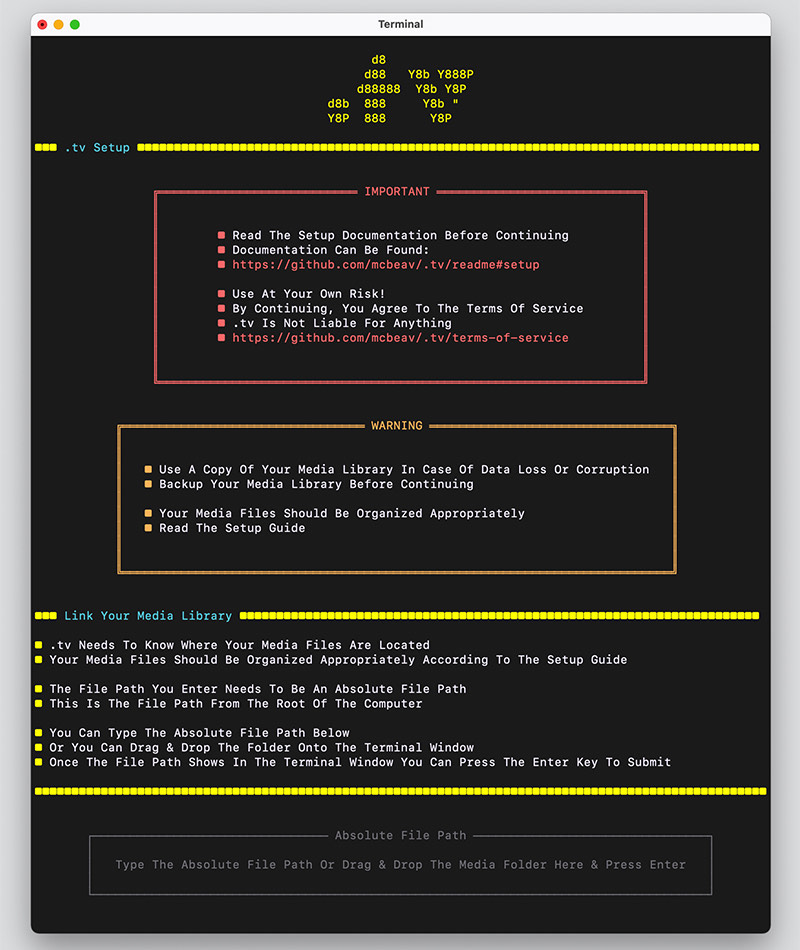 Terminal
d8
d88   Y8b Y888P
d88888  Y8b Y8P
d8b  888     Y8b "
Y8P  888      Y8P
.tv Setup
IMPORTANT
Read The Setup Documentation Before Continuing
Documentation Can Be Found:
https://github.com/mcbeav/.tv/readme#setup
Use At Your Own Risk!
By Continuing, You Agree To The Terms Of Service
.tv Is Not Liable For Anything
https://github.com/mcbeav/.tv/terms-of-service
WARNING
Use A Copy Of Your Media Library In Case Of Data Loss Or Corruption
Backup Your Media Library Before Continuing
Your Media Files Should Be Organized Appropriately
Read The Setup Guide
Link Your Media Library
.tv Needs To Know Where Your Media Files Are Located
Your Media Files Should Be Organized Appropriately According To The Setup Guide
The File Path You Enter Needs To Be An Absolute File Path
This Is The File Path From The Root Of The Computer
You Can Type The Absolute File Path Below
Or You Can Drag & Drop The Folder Onto The Terminal Window
Once The File Path Shows In The Terminal Window You Can Press The Enter Key To Submit
Absolute File Path
Type The Absolute File Path Or Drag & Drop The Media Folder Here & Press Enter